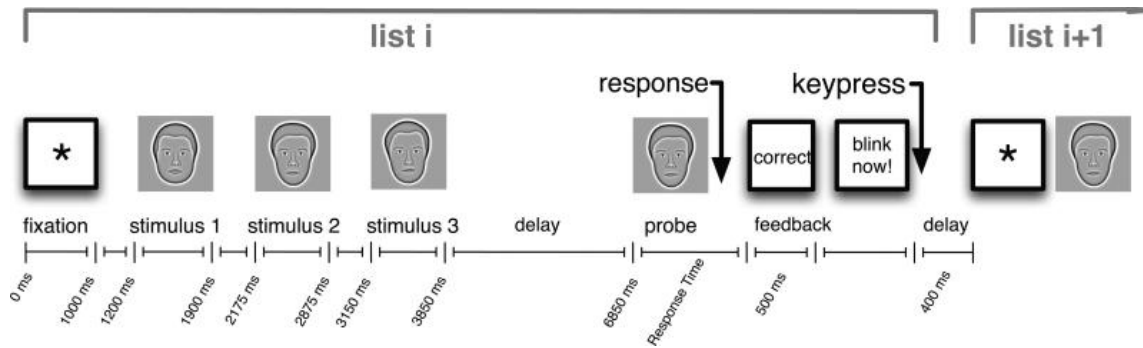 list i
list i+1
response
keypress
*
correct
blink
now!
*
fixation
stimulus 1
stimulus 2
stimulus 3
delay
probe
feedback
delay
0 ms
1000 ms
1200 ms
1900 ms
2175 ms
2875 ms
3150 ms
3850 ms
6850 ms
Response Time
500 ms
400 ms